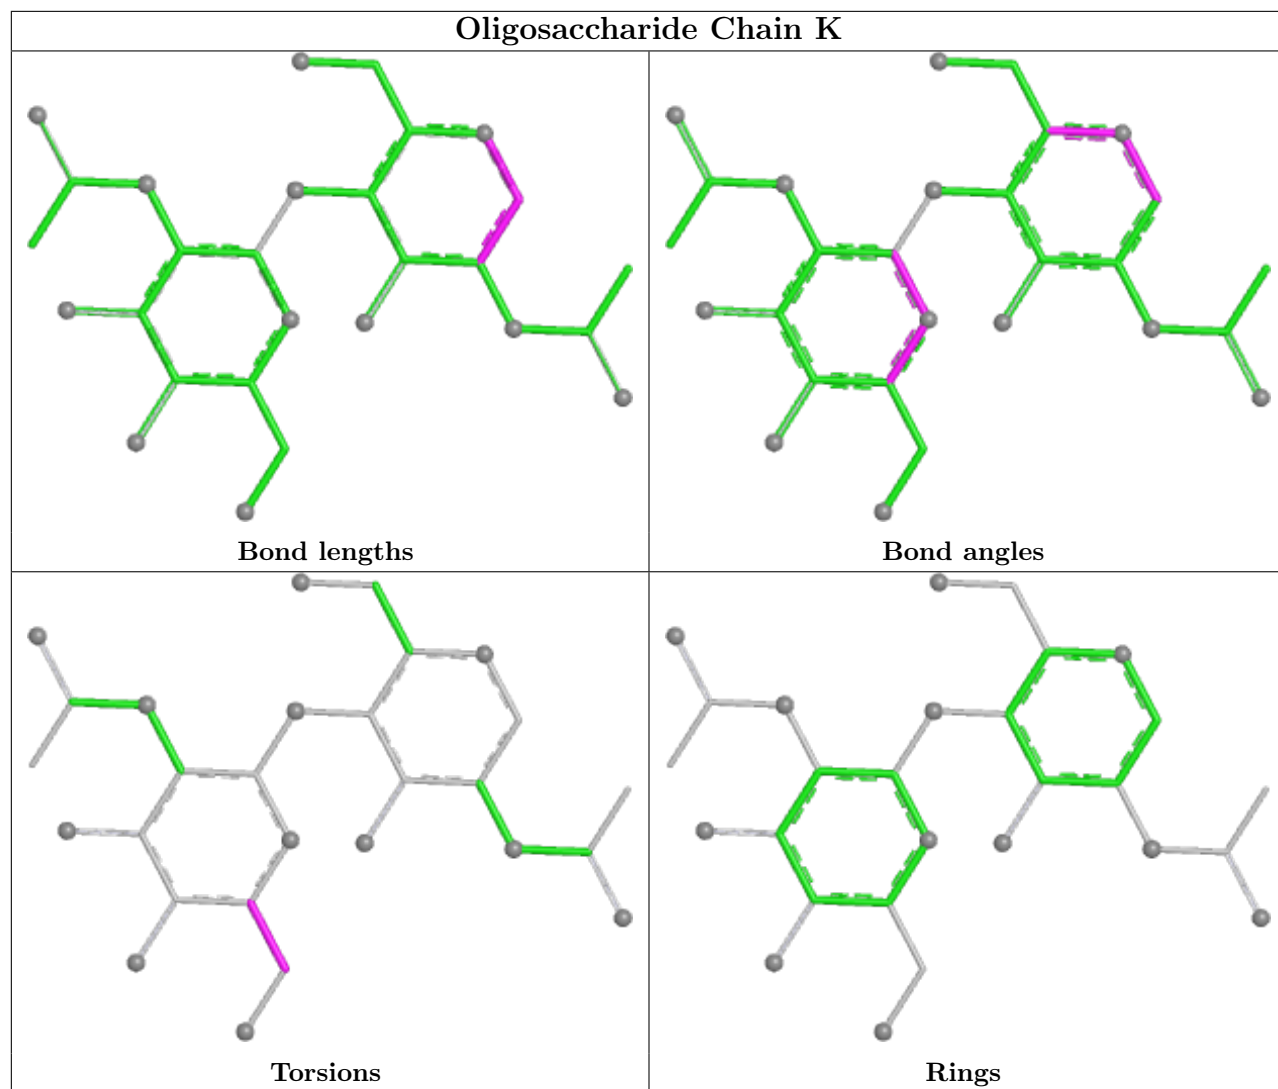 Oligosaccharide Chain K
Bond lengths
Bond angles
Torsions
Rings